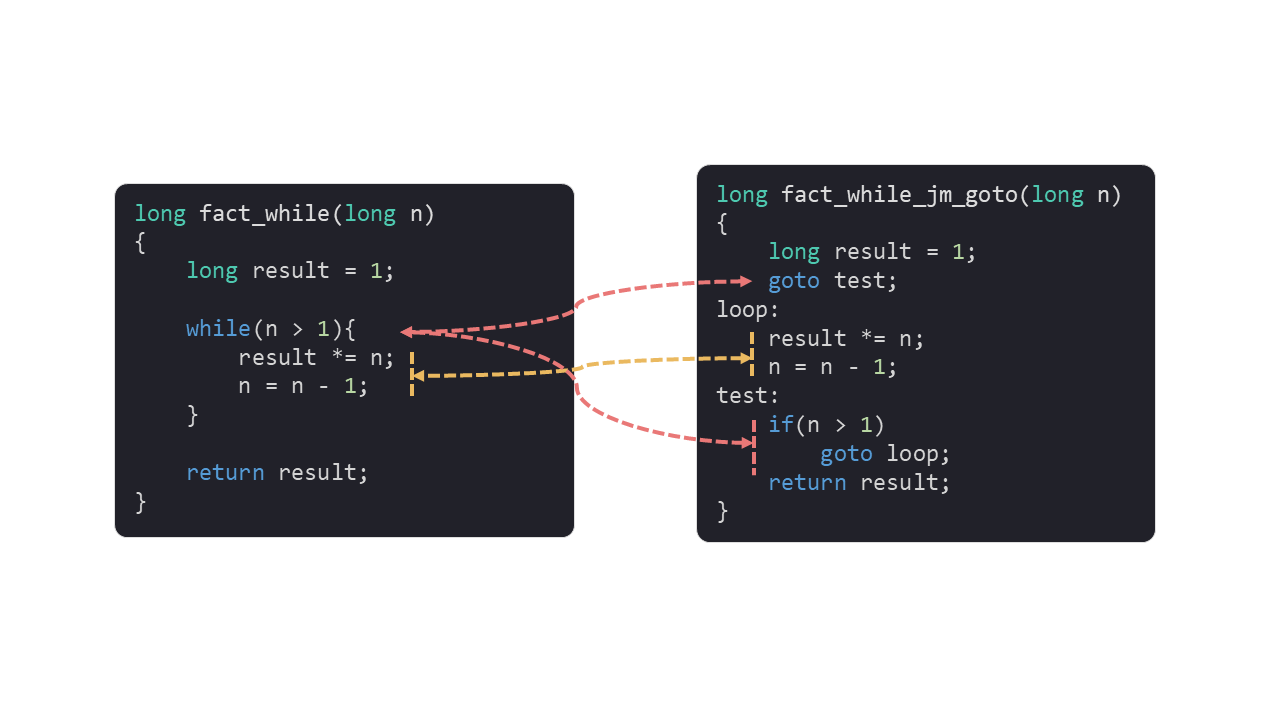 long fact_while(long n)
{
    long result = 1;

    while(n > 1){
        result *= n;
        n = n - 1;
    }

    return result;
}
long fact_while_jm_goto(long n)
{
    long result = 1;
    goto test;
loop:
    result *= n;
    n = n - 1;
test:
    if(n > 1)
        goto loop;
    return result;
}